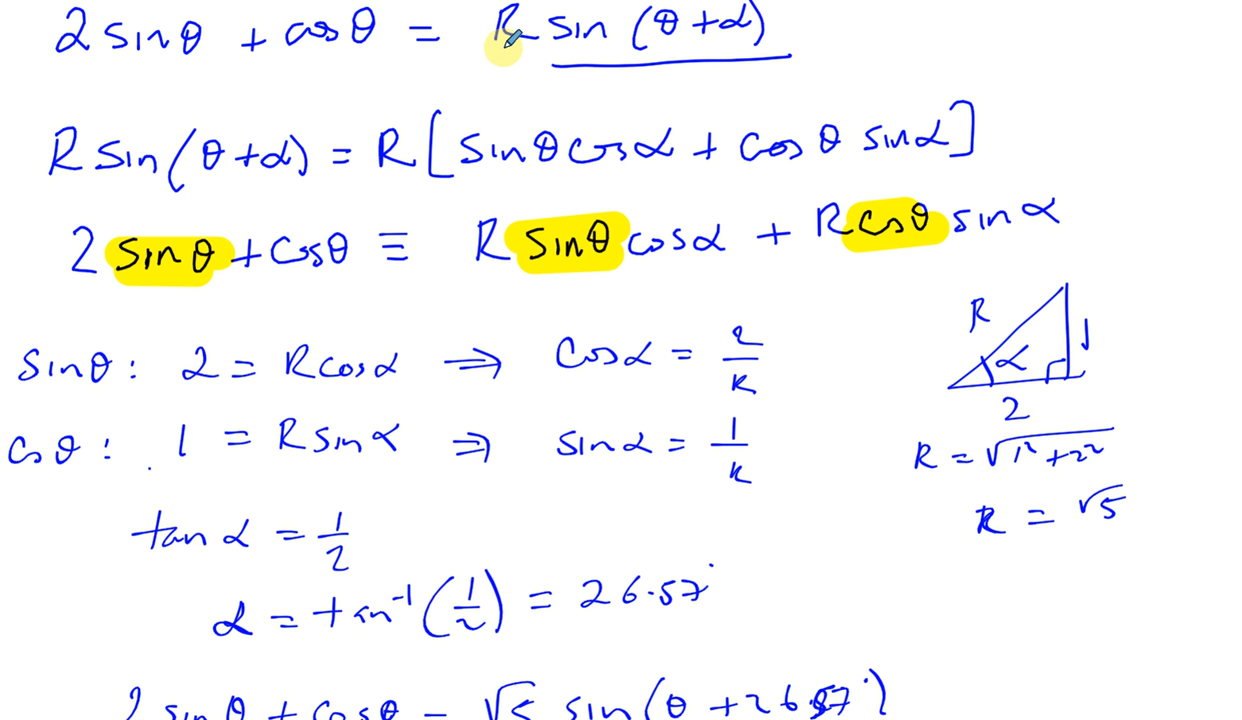 2 sin θ + cos θ = R sin (θ + α)
R sin (θ + α) = R [sin θ cos α + cos θ sin α]
2 sin θ + cos θ ≡ R sin θ cos α + R cos θ sin α
sin θ : 2 = R cos α ⇒ cos α = 2/R
cos θ : 1 = R sin α ⇒ sin α = 1/R
R
α
1
2
R = √1² + 2²
R = √5
tan α = 1/2
α = tan⁻¹ (1/2) = 26.57°
2 sin θ + cos θ = √5 sin (θ + 26.57°)